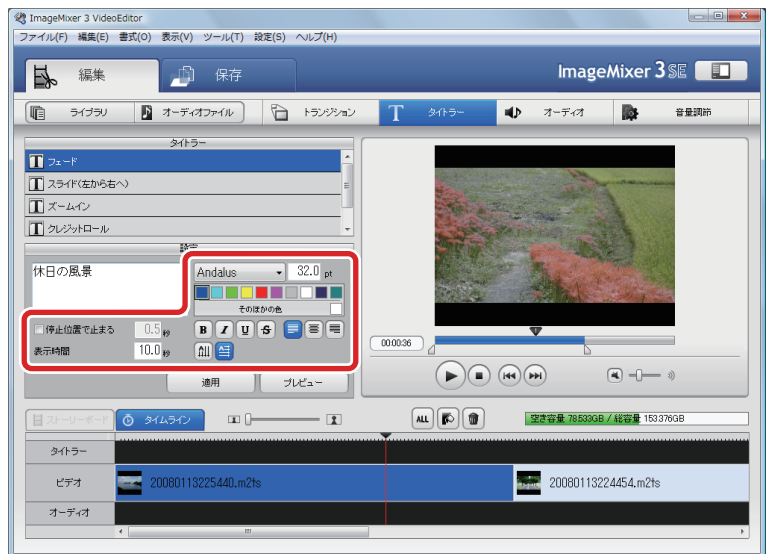 ImageMixer 3 VideoEditor
ファイル(F) 編集(E) 書式(O) 表示(V) ツール(T) 設定(S) ヘルプ(H)
編集 保存 ImageMixer 3 SE
ライブラリ オーディオファイル トランジション T タイトラー オーディオ 音量調節
タイトラー
T フェード
T スライド(左から右へ)
T ズームイン
T クレジットロール
設定
休日の風景 Andalus 32.0 pt
そのほかの色
停止位置で止まる 0.5 秒 B I U S
表示時間 10.0 秒
00:00:36
適用 プレビュー
ストーリーボード タイムライン ALL 空き容量 78.533GB / 総容量 153.376GB
タイトラー
ビデオ 20080113225440.m2ts 20080113224454.m2ts
オーディオ